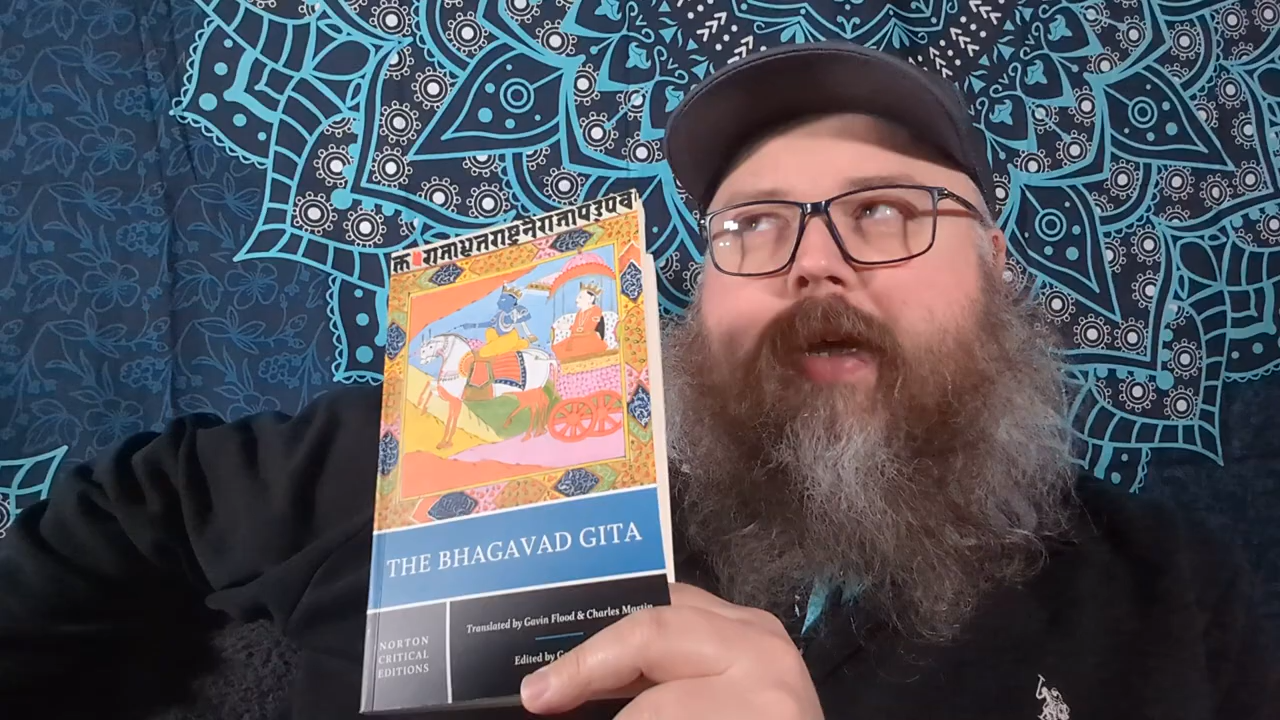 THE BHAGAVAD GITA
Translated by Gavin Flood & Charles Martin
Edited by
NORTON
CRITICAL
EDITIONS